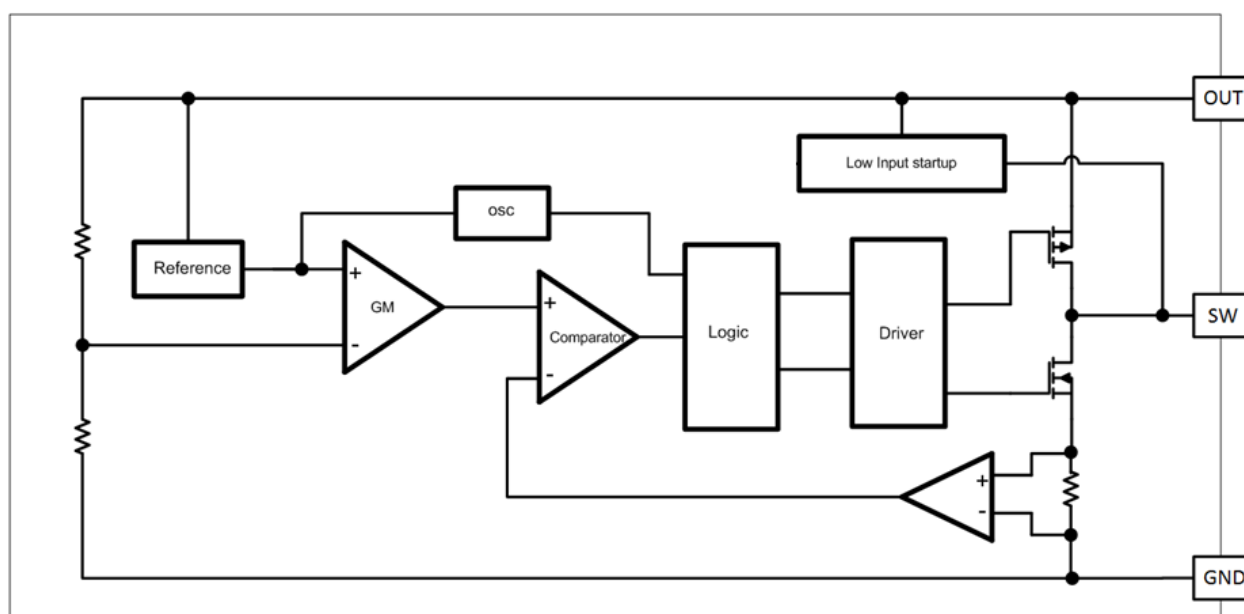 OUT
Low Input startup
osc
Reference
+
GM
-
+
Comparator
-
Logic
Driver
SW
+
-
GND